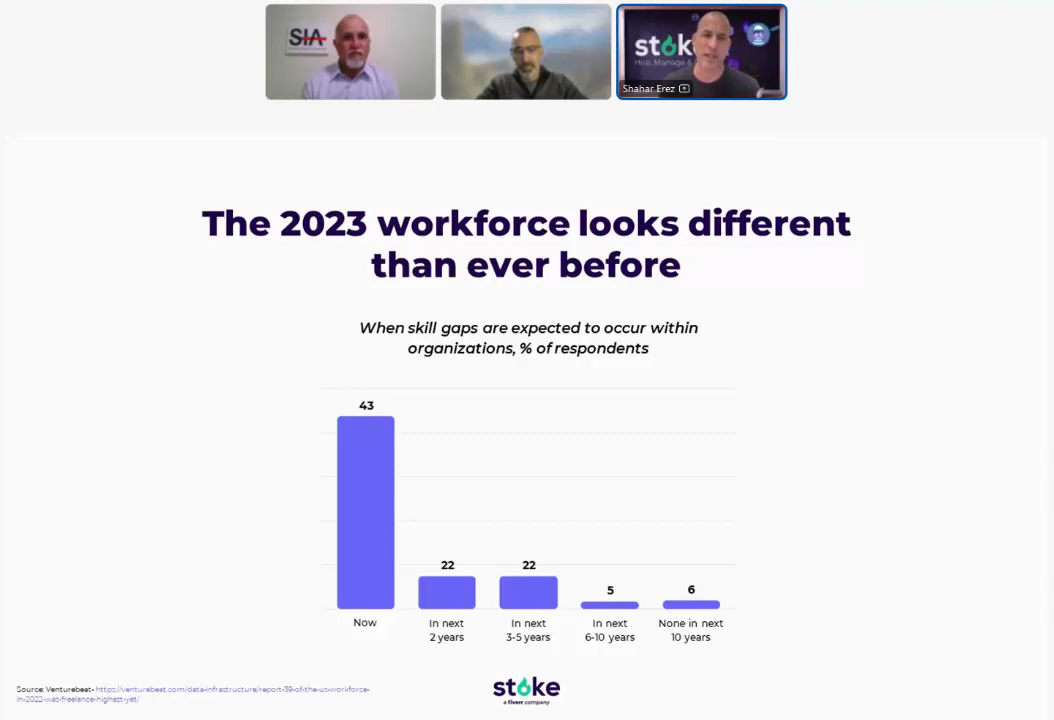 SIA
stoke
Hire, Manage &
Shahar Erez
The 2023 workforce looks different
than ever before
When skill gaps are expected to occur within
organizations, % of respondents
43
22
22
5
6
Now
In next
2 years
In next
3-5 years
In next
6-10 years
None in next
10 years
Source: Venturebeat- https://venturebeat.com/data-infrastructure/report-39-of-the-us-workforce-
in-2022-was-freelance-highest-yet/
stoke
a fiverr company